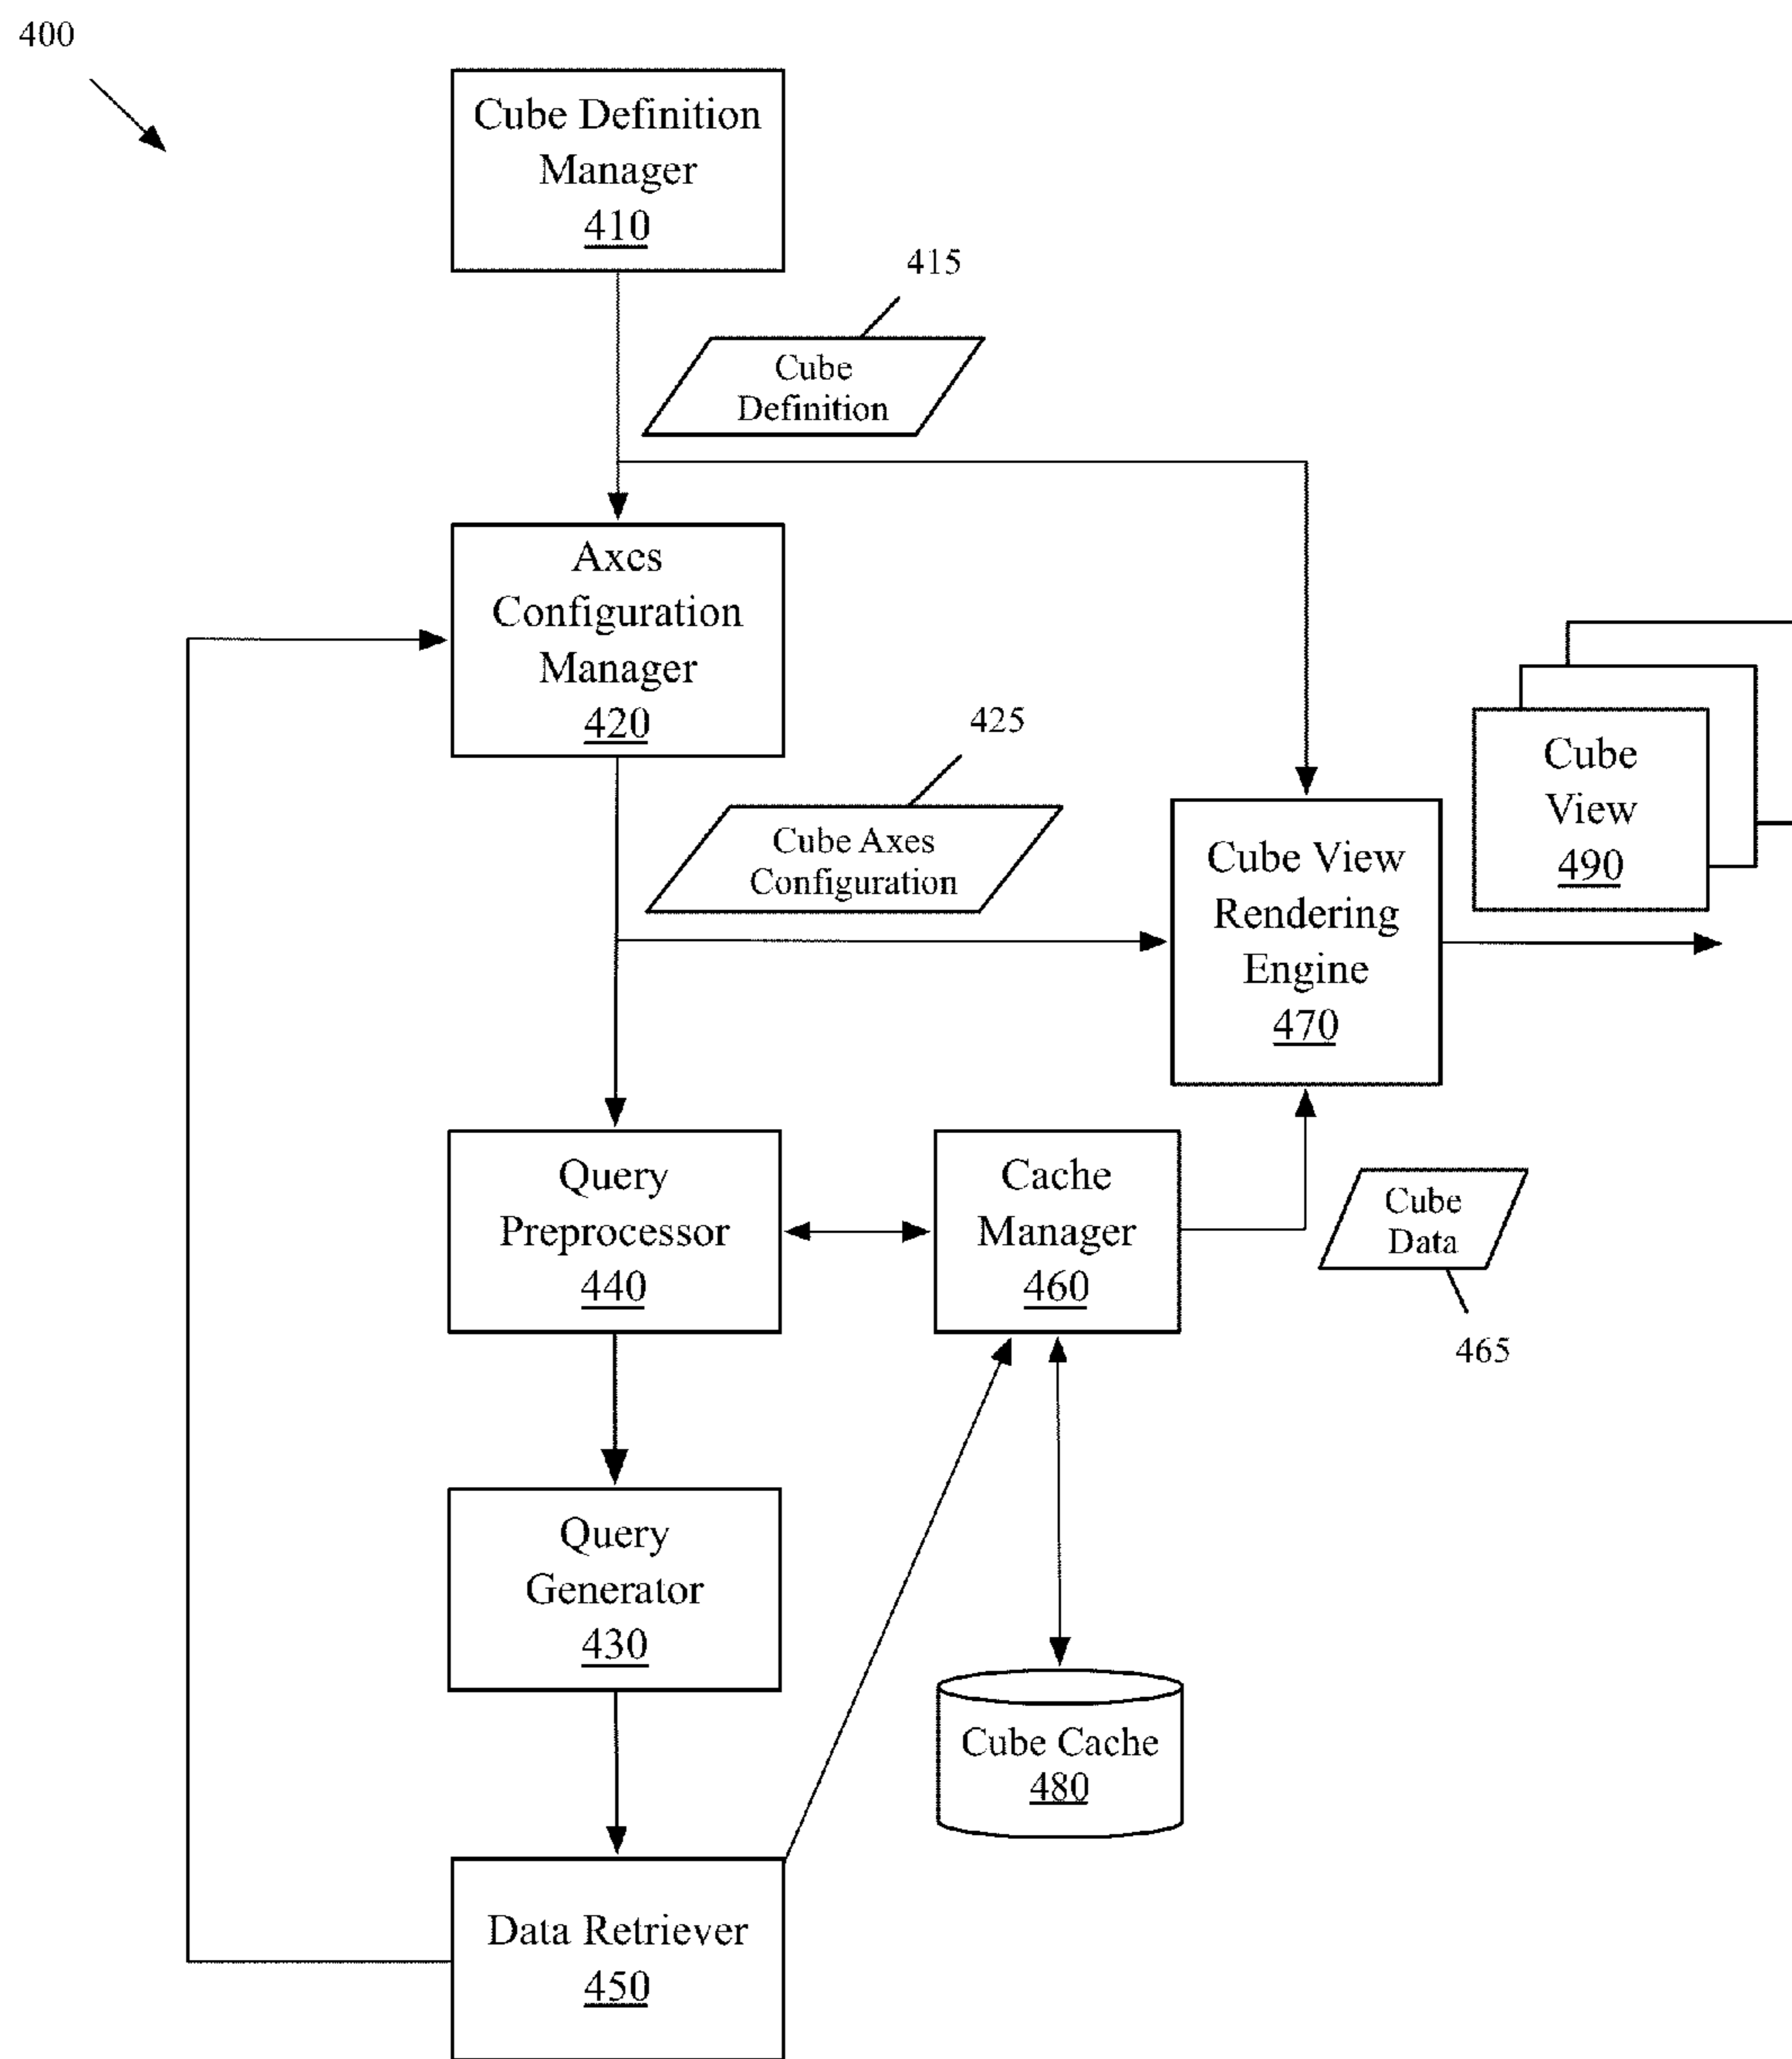 400
Cube Definition
Manager
410
415
Cube
Definition
Axes
Configuration
Manager
420
425
Cube Axes
Configuration
Cube
View
490
Cube View
Rendering
Engine
470
Query
Preprocessor
440
Cache
Manager
460
Cube
Data
465
Query
Generator
430
Cube Cache
480
Data Retriever
450